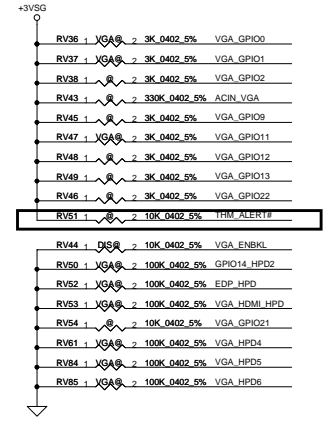 +3VSG
RV36 1 VGA@ 2 3K_0402_5% VGA_GPIO0
RV37 1 VGA@ 2 3K_0402_5% VGA_GPIO1
RV38 1 @ 2 3K_0402_5% VGA_GPIO2
RV43 1 @ 2 330K_0402_5% ACIN_VGA
RV45 1 @ 2 3K_0402_5% VGA_GPIO9
RV47 1 VGA@ 2 3K_0402_5% VGA_GPIO11
RV48 1 @ 2 3K_0402_5% VGA_GPIO12
RV49 1 @ 2 3K_0402_5% VGA_GPIO13
RV46 1 @ 2 3K_0402_5% VGA_GPIO22
RV51 1 @ 2 10K_0402_5% THM_ALERT#
RV44 1 DIS@ 2 10K_0402_5% VGA_ENBKL
RV50 1 VGA@ 2 100K_0402_5% GPIO14_HPD2
RV52 1 VGA@ 2 100K_0402_5% EDP_HPD
RV53 1 VGA@ 2 100K_0402_5% VGA_HDMI_HPD
RV54 1 @ 2 10K_0402_5% VGA_GPIO21
RV61 1 VGA@ 2 100K_0402_5% VGA_HPD4
RV84 1 VGA@ 2 100K_0402_5% VGA_HPD5
RV85 1 VGA@ 2 100K_0402_5% VGA_HPD6